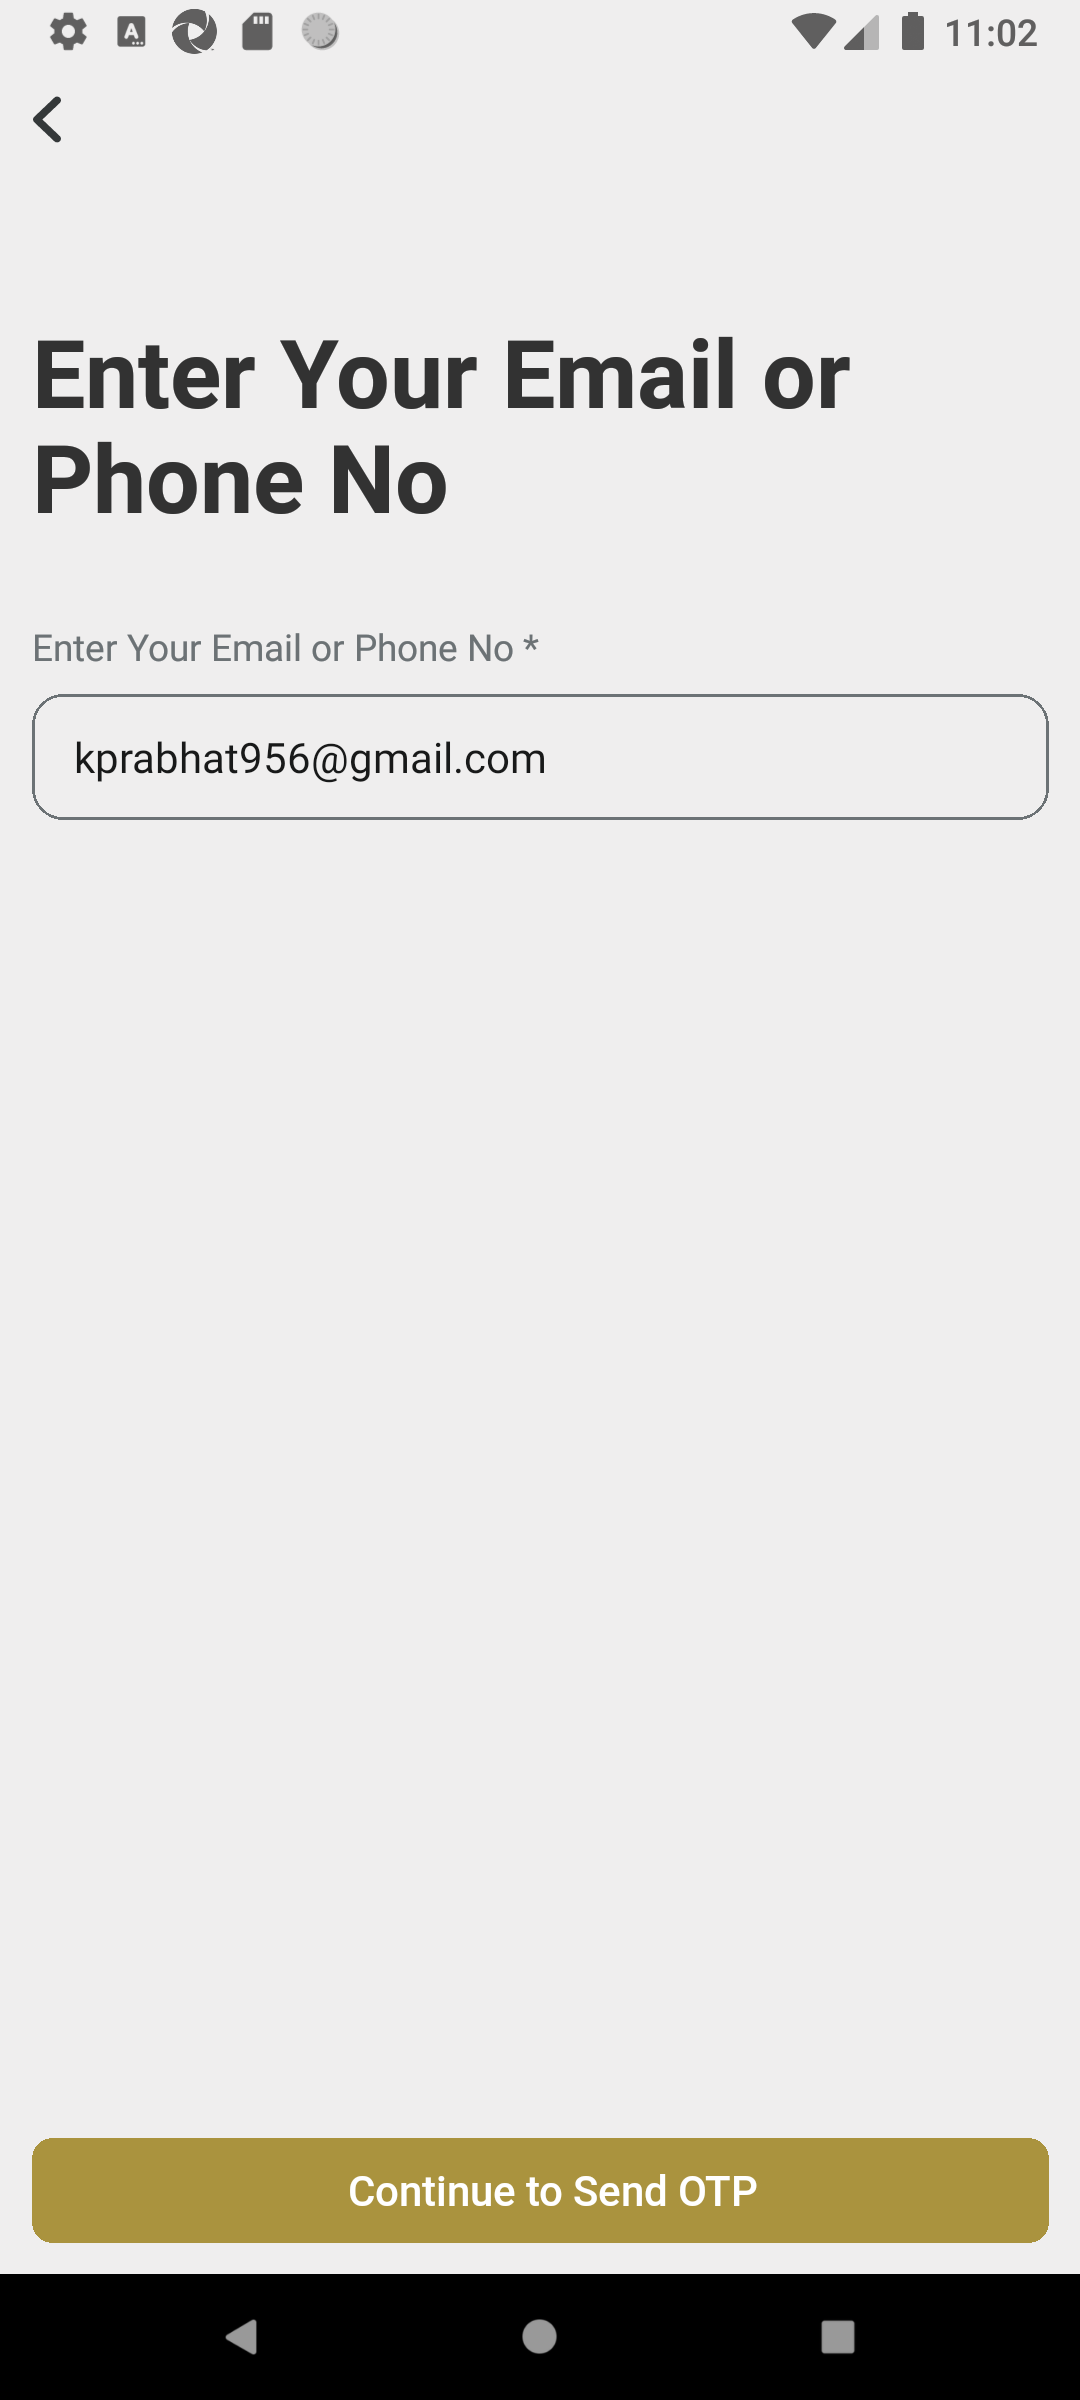 11:02
Enter Your Email or
Phone No
Enter Your Email or Phone No *
kprabhat956@gmail.com
Continue to Send OTP